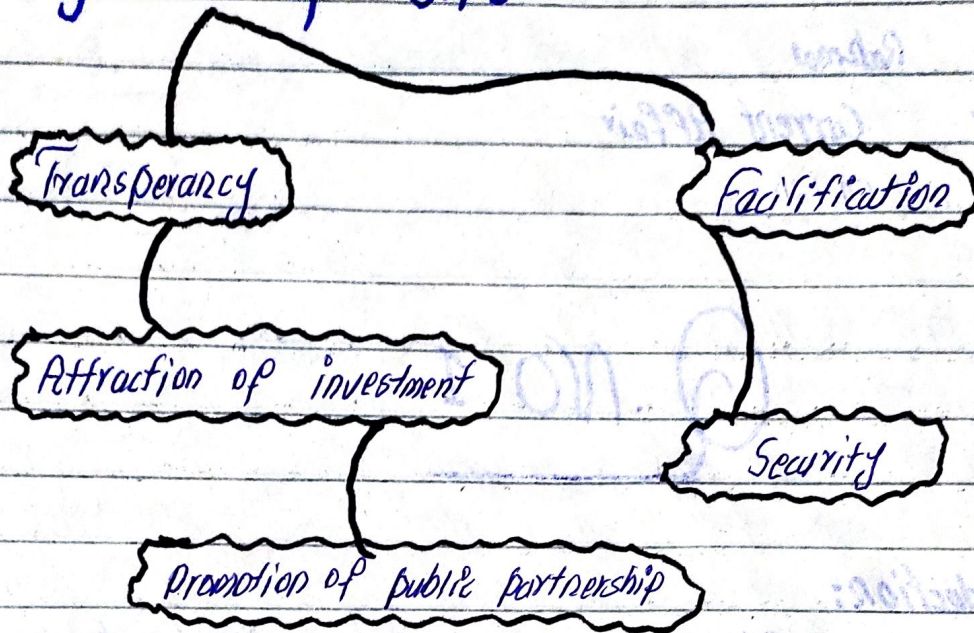 Transperancy
Facilification
Attraction of investment
Security
promotion of public partnership